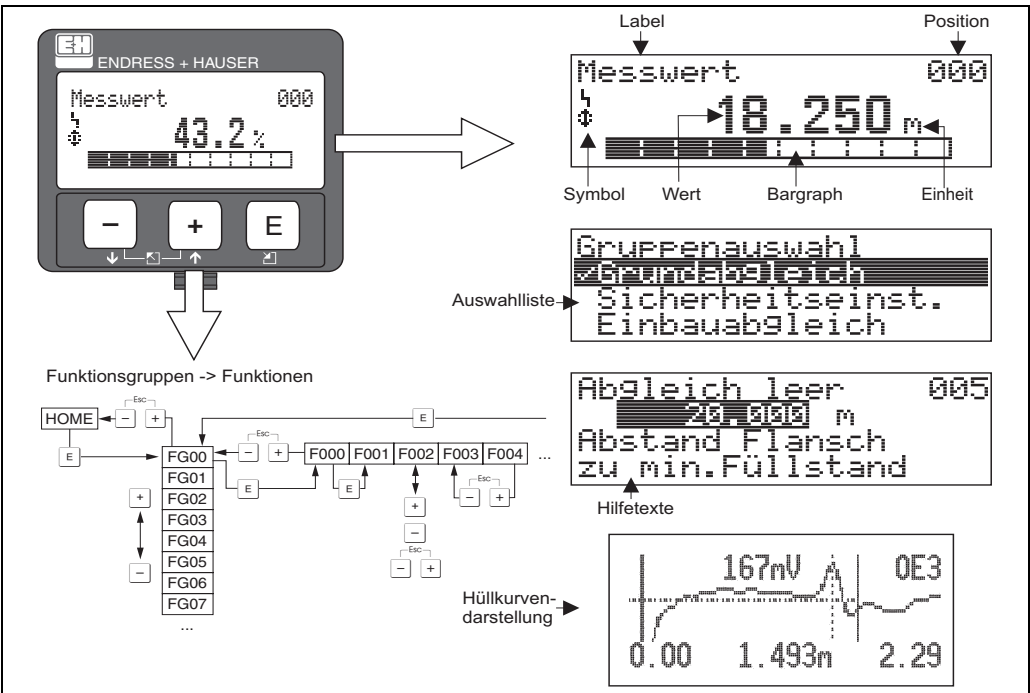 ENDRESS + HAUSER
Messwert 000
43.2 %
- + E
Label Position
Messwert 000
18.250 m
Symbol Wert Bargraph Einheit
Gruppenauswahl
✓Grundabgleich
Sicherheitseinst.
Einbauabgleich
Auswahlliste
Abgleich leer 005
20.000 m
Abstand Flansch
zu min.Füllstand
Hilfetexte
167mV 0E3
0.00 1.493m 2.29
Hüllkurven-
darstellung
Funktionsgruppen -> Funktionen
Esc
HOME - + E
E Esc
FG00 - + F000 F001 F002 F003 F004 ...
FG01 E E + Esc
+ FG02 - - +
FG03 Esc
FG04 - +
- FG05
FG06
FG07
...